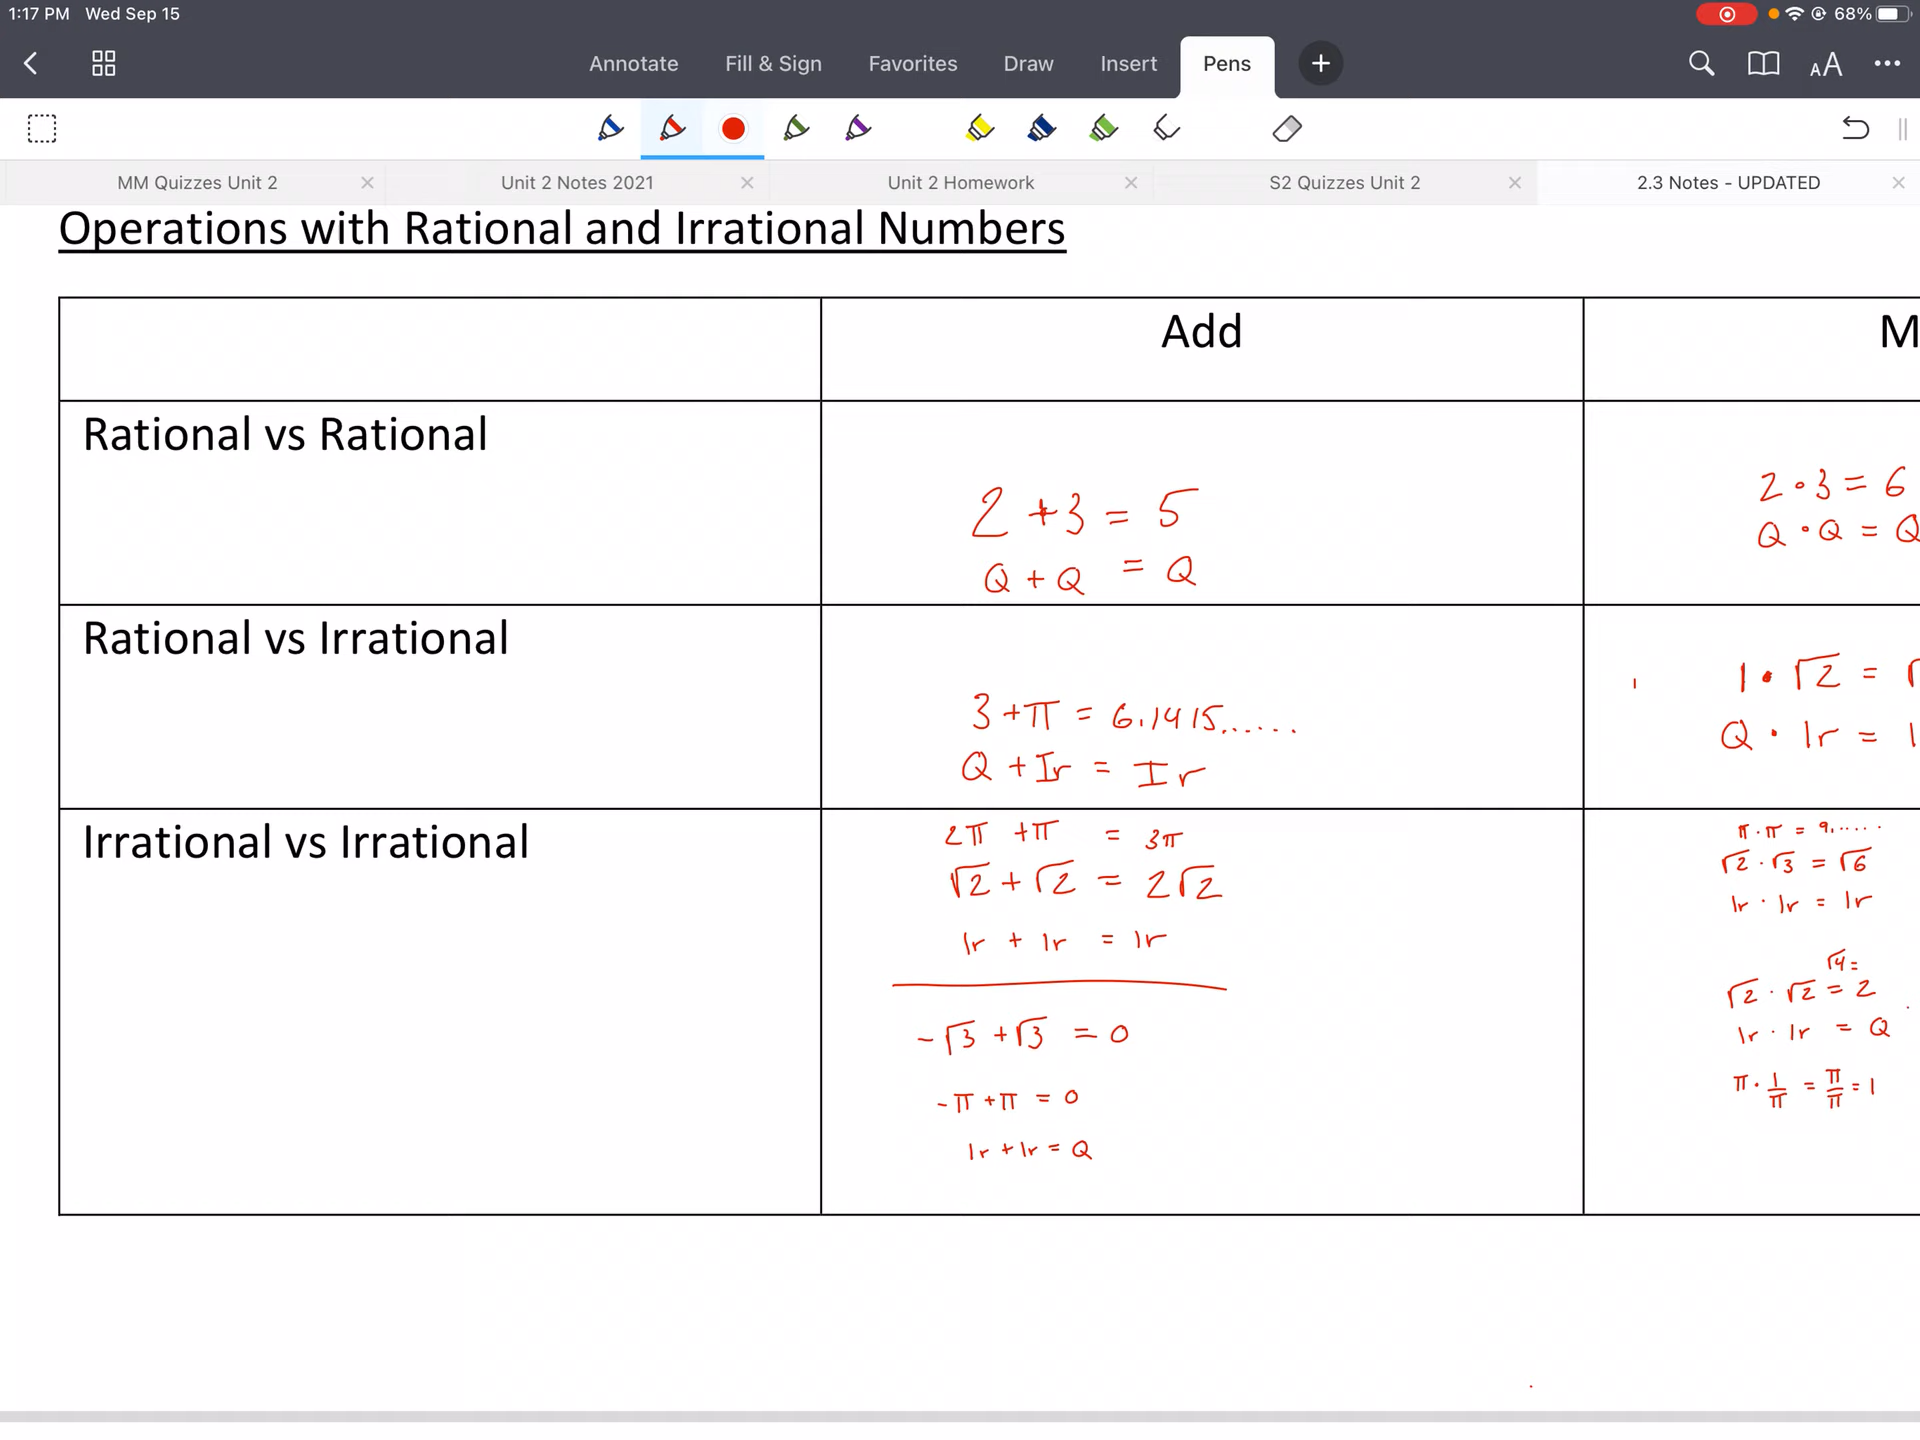 1:17 PM Wed Sep 15
68%
Annotate Fill & Sign Favorites Draw Insert Pens
AA
MM Quizzes Unit 2 Unit 2 Notes 2021 Unit 2 Homework S2 Quizzes Unit 2 2.3 Notes - UPDATED
Operations with Rational and Irrational Numbers
Add M
Rational vs Rational
2 + 3 = 5
Q + Q = Q
2 · 3 = 6
Q · Q = Q
Rational vs Irrational
3 + π = 6.1415......
Q + Ir = Ir
1 · √2 = √
Q · Ir = I
Irrational vs Irrational
2π + π = 3π
√2 + √2 = 2√2
Ir + Ir = Ir
-√3 + √3 = 0
-π + π = 0
Ir + Ir = Q
π · π = 9......
√2 · √3 = √6
Ir · Ir = Ir
√4 =
√2 · √2 = 2
Ir · Ir = Q
π · 1/π = π/π = 1